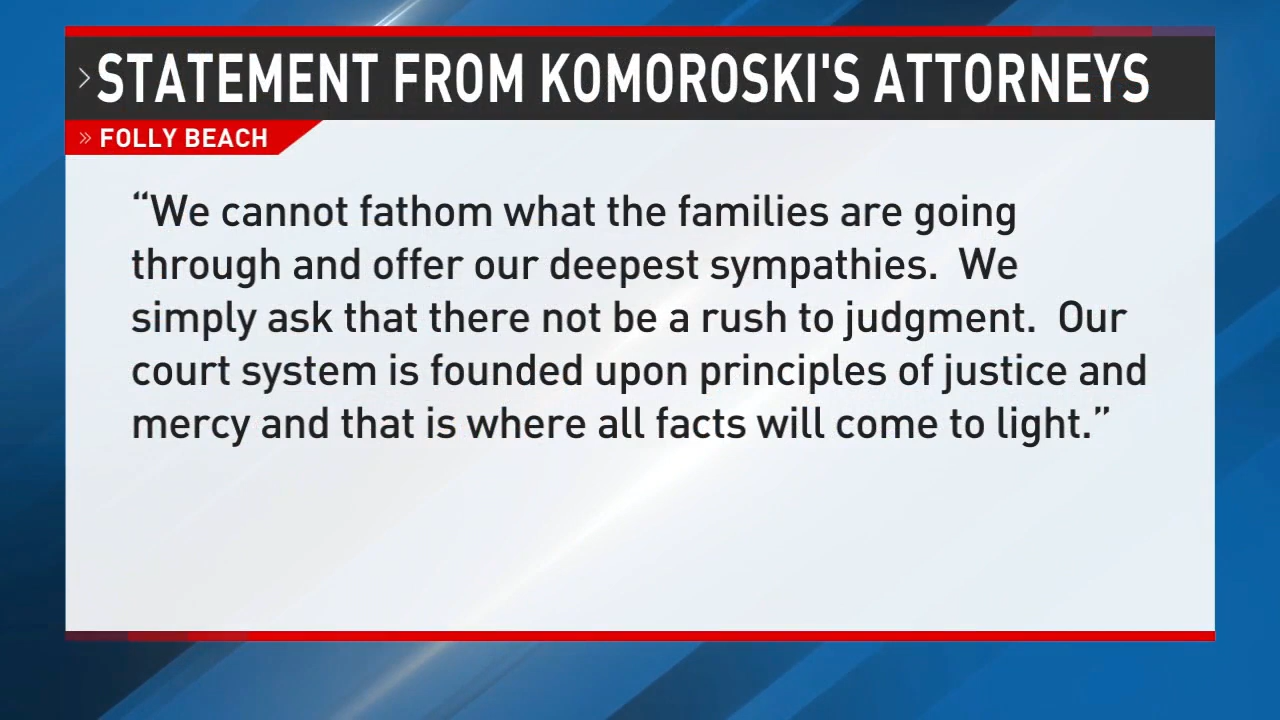 STATEMENT FROM KOMOROSKI'S ATTORNEYS
FOLLY BEACH
“We cannot fathom what the families are going
through and offer our deepest sympathies.  We
simply ask that there not be a rush to judgment.  Our
court system is founded upon principles of justice and
mercy and that is where all facts will come to light.”